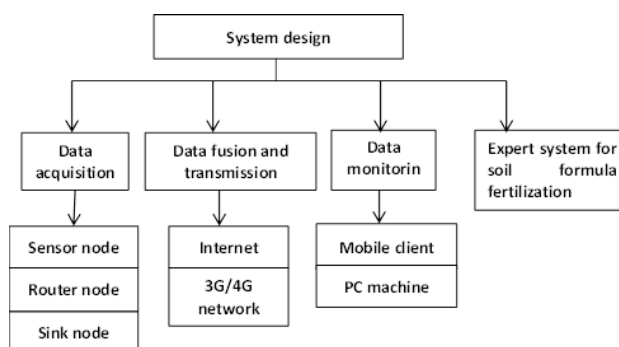 System design
Data
acquisition
Data fusion and
transmission
Data
monitorin
Expert system for
soil formula
fertilization
Sensor node
Router node
Sink node
Internet
3G/4G
network
Mobile client
PC machine